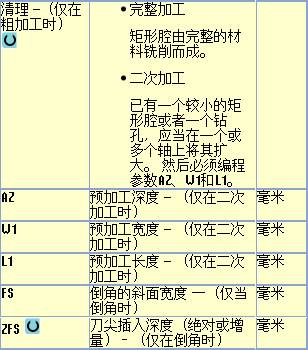 清理 –（仅在
粗加工时）
• 完整加工
矩形腔由完整的材
料铣削而成。
• 二次加工
已有一个较小的矩
形腔或者一个钻
孔，应当在一个或
多个轴上将其扩
大。 然后必须编程
参数AZ、W1和L1。
AZ 预加工深度 –（仅在二次 毫米
加工时）
W1 预加工宽度 –（仅在二次 毫米
加工时）
L1 预加工长度 –（仅在二次 毫米
加工时）
FS 倒角的斜面宽度 —（仅当 毫米
倒角时）
ZFS 刀尖插入深度（绝对或增 毫米
量） – （仅在倒角时）